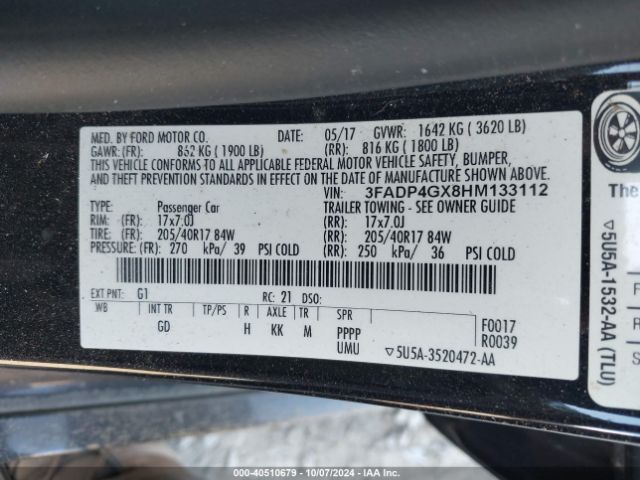 MFD. BY FORD MOTOR CO. DATE: 05/17 GVWR: 1642 KG ( 3620 LB)
GAWR: (FR): 862 KG ( 1900 LB) (RR): 816 KG ( 1800 LB)
THIS VEHICLE CONFORMS TO ALL APPLICABLE FEDERAL MOTOR VEHICLE SAFETY, BUMPER,
AND THEFT PREVENTION STANDARDS IN EFFECT ON THE DATE OF MANUFACTURE SHOWN ABOVE.
VIN: 3FADP4GX8HM133112
TYPE: Passenger Car TRAILER TOWING - SEE OWNER GUIDE
RIM: (FR) 17x7.0J (RR) 17x7.0J
TIRE: (FR) 205/40R17 84W (RR) 205/40R17 84W
PRESSURE: (FR) 270 kPa/ 39 PSI COLD (RR) 250 kPa/ 36 PSI COLD
EXT PNT: G1 RC: 21 DSO:
WB INT TR TP/PS R AXLE TR SPR
GD H KK M PPPP
UMU
F0017
R0039
▽5U5A-3520472-AA
The
▽5U5A-1532-AA (TLU)
F
R
S
000-40510679 - 10/07/2024 - IAA Inc.